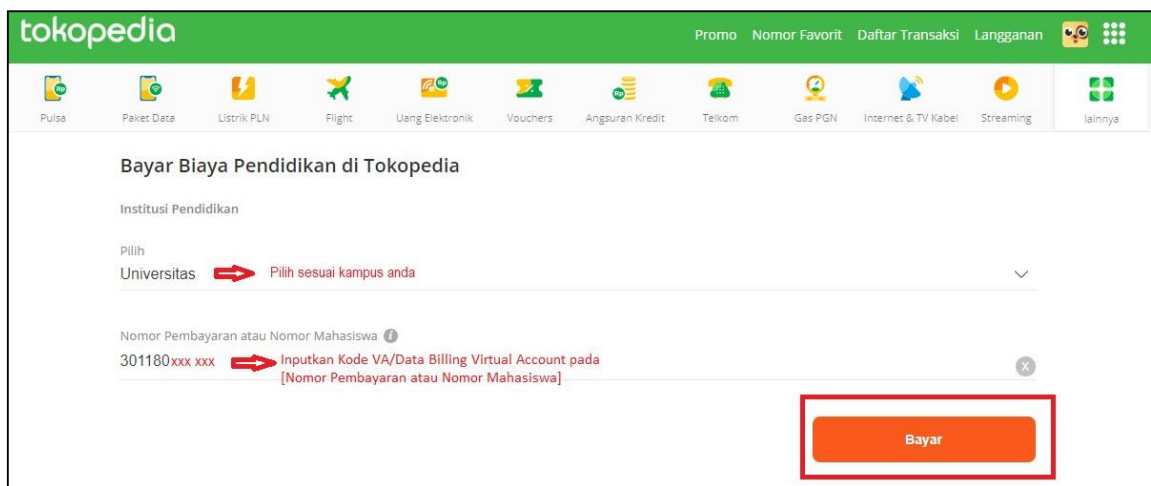 tokopedia
Promo Nomor Favorit Daftar Transaksi Langganan
Pulsa Paket Data Listrik PLN Flight Uang Elektronik Vouchers Angsuran Kredit Telkom Gas PGN Internet & TV Kabel Streaming lainnya
Bayar Biaya Pendidikan di Tokopedia
Institusi Pendidikan
Pilih
Universitas Pilih sesuai kampus anda
Nomor Pembayaran atau Nomor Mahasiswa i
301180xxx xxx Inputkan Kode VA/Data Billing Virtual Account pada
[Nomor Pembayaran atau Nomor Mahasiswa]
Bayar